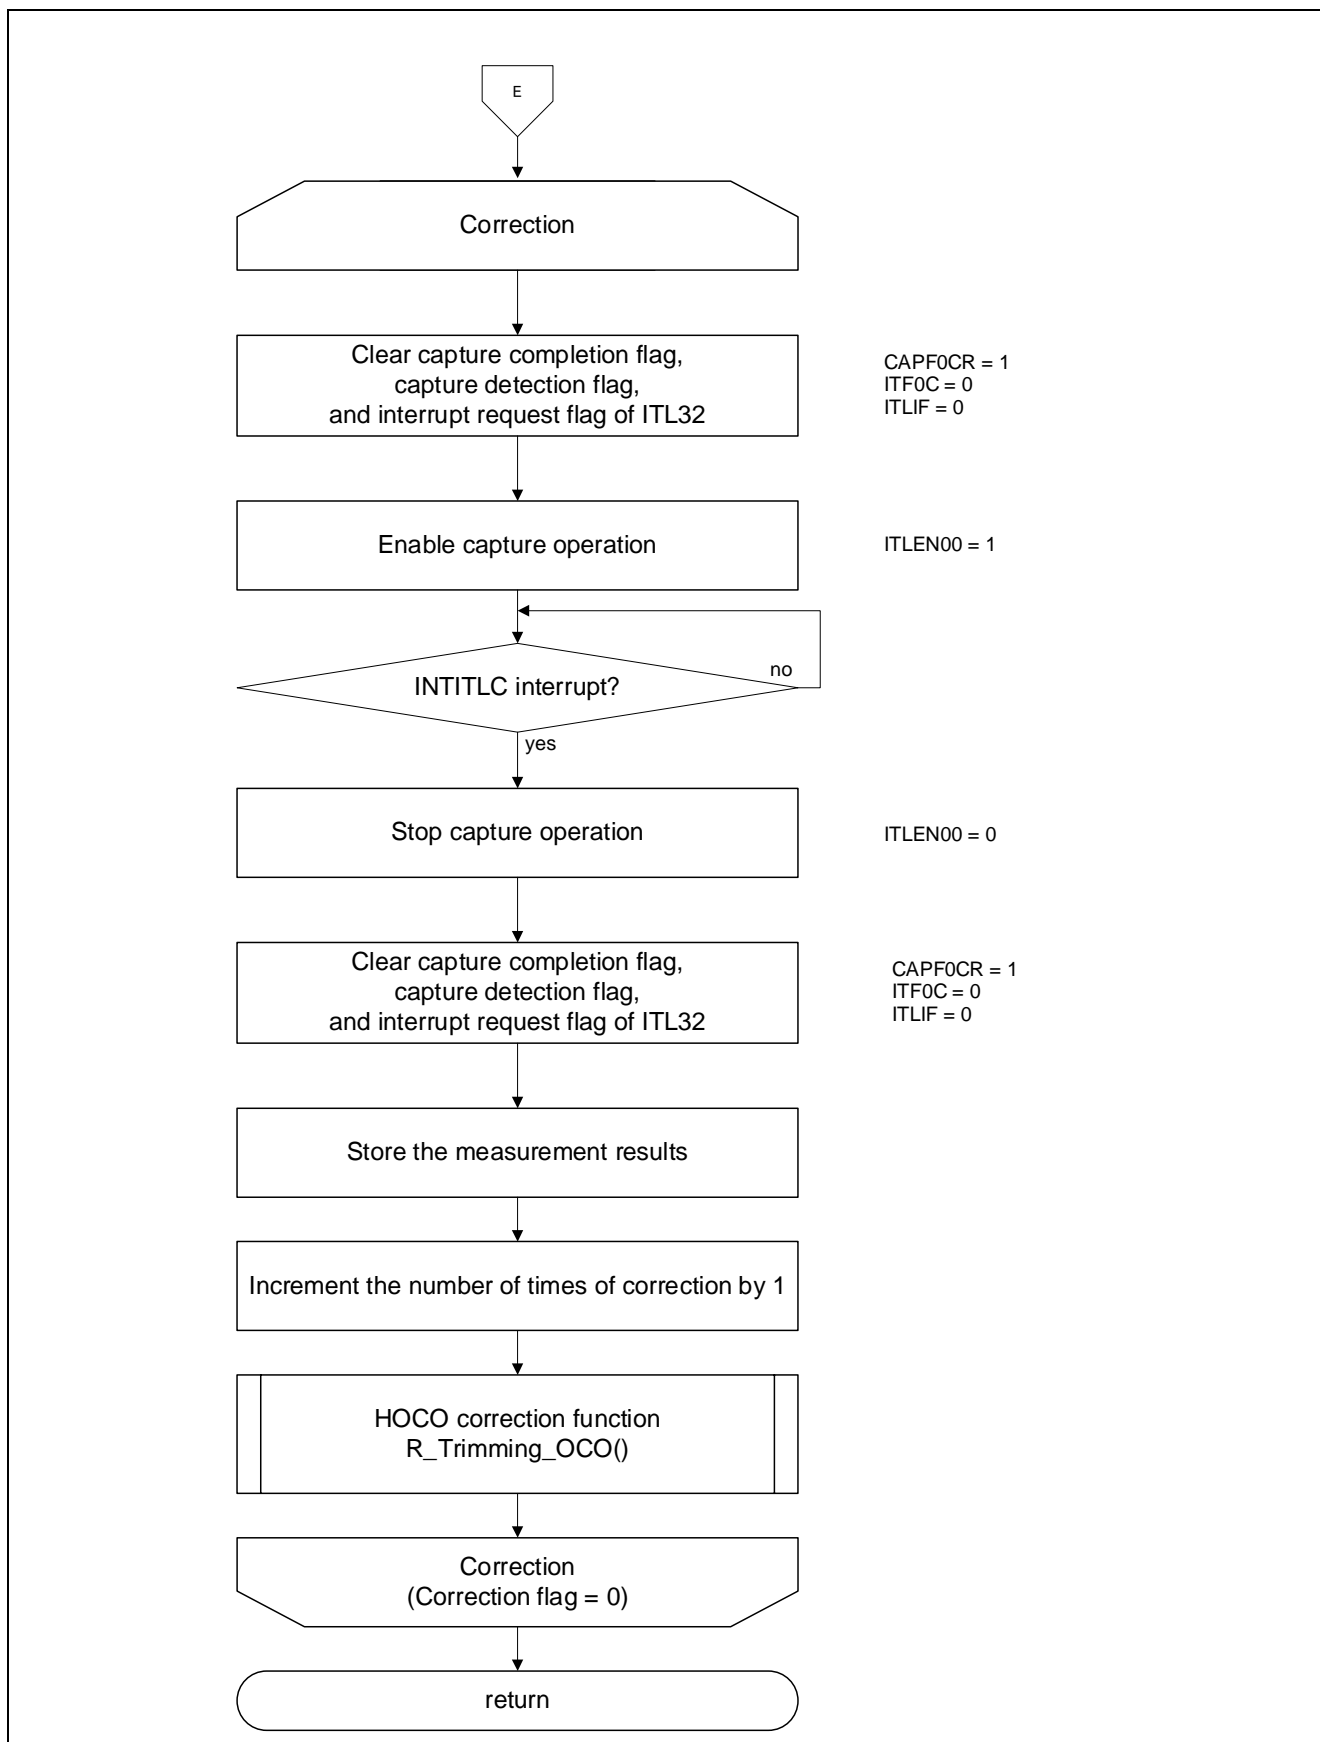 E
Correction
Clear capture completion flag,
capture detection flag,
and interrupt request flag of ITL32
CAPF0CR = 1
ITF0C = 0
ITLIF = 0
Enable capture operation
ITLEN00 = 1
INTITLC interrupt?
no
yes
Stop capture operation
ITLEN00 = 0
Clear capture completion flag,
capture detection flag,
and interrupt request flag of ITL32
CAPF0CR = 1
ITF0C = 0
ITLIF = 0
Store the measurement results
Increment the number of times of correction by 1
HOCO correction function
R_Trimming_OCO()
Correction
(Correction flag = 0)
return